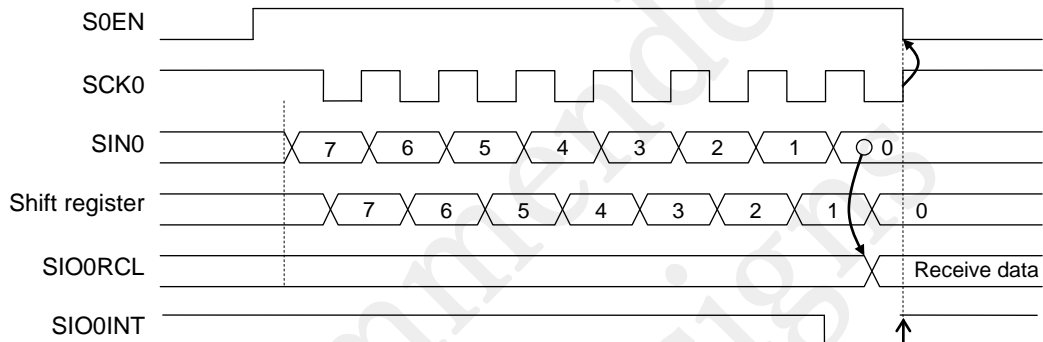 S0EN
SCK0
SIN0 7 6 5 4 3 2 1 0
Shift register 7 6 5 4 3 2 1 0
SIO0RCL Receive data
SIO0INT